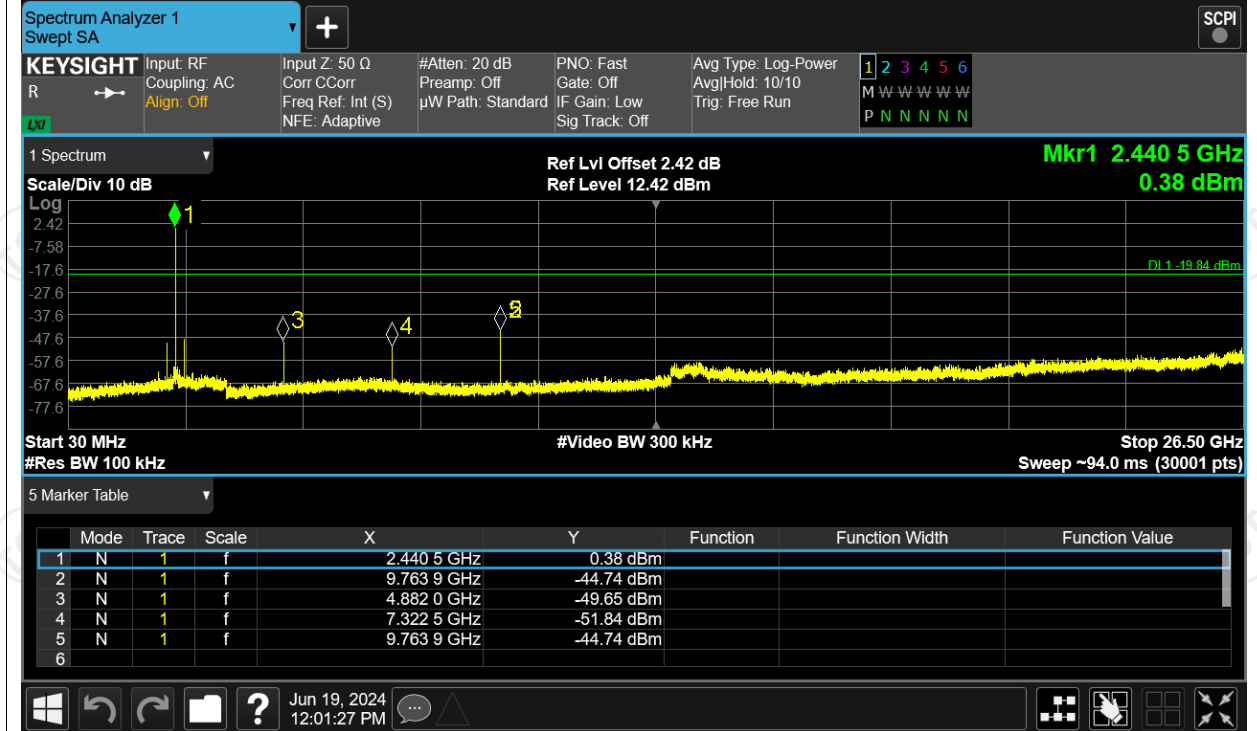 Spectrum Analyzer 1
Swept SA
SCPI
KEYSIGHT
R
LXI
Input: RF
Coupling: AC
Align: Off
Input Z: 50 Ω
Corr CCorr
Freq Ref: Int (S)
NFE: Adaptive
#Atten: 20 dB
Preamp: Off
µW Path: Standard
PNO: Fast
Gate: Off
IF Gain: Low
Sig Track: Off
Avg Type: Log-Power
Avg|Hold: 10/10
Trig: Free Run
1 2 3 4 5 6
M W W W W W
P N N N N N
1 Spectrum
Scale/Div 10 dB
Ref Lvl Offset 2.42 dB
Ref Level 12.42 dBm
Mkr1 2.440 5 GHz
0.38 dBm
Log
2.42
-7.58
-17.6
-27.6
-37.6
-47.6
-57.6
-67.6
-77.6
1
3
4
DL1 -19.84 dBm
Start 30 MHz
#Video BW 300 kHz
Stop 26.50 GHz
#Res BW 100 kHz
Sweep ~94.0 ms (30001 pts)
5 Marker Table
Mode Trace Scale X Y Function Function Width Function Value
1 N 1 f 2.440 5 GHz 0.38 dBm
2 N 1 f 9.763 9 GHz -44.74 dBm
3 N 1 f 4.882 0 GHz -49.65 dBm
4 N 1 f 7.322 5 GHz -51.84 dBm
5 N 1 f 9.763 9 GHz -44.74 dBm
6
?
Jun 19, 2024
12:01:27 PM